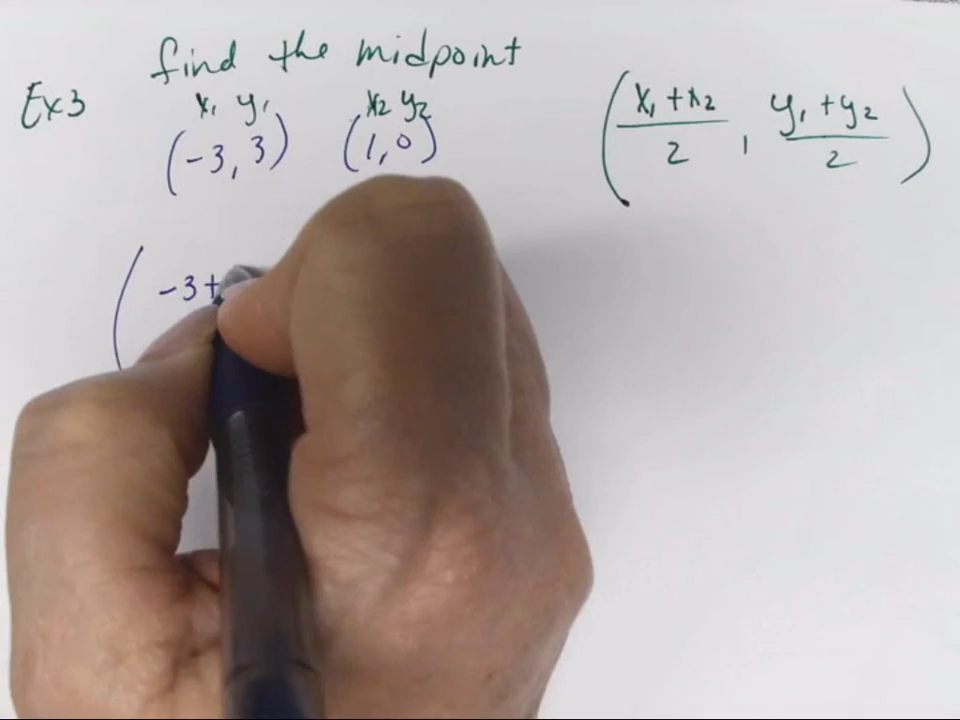 find the midpoint
Ex3 x₁ y₁ x₂ y₂
(-3, 3) (1, 0)
(x₁ + x₂ / 2 , y₁ + y₂ / 2)
( -3 +